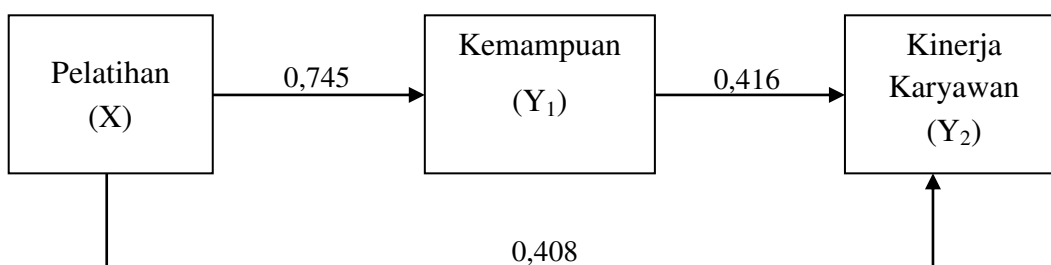 Pelatihan
(X)
0,745
Kemampuan
(Y₁)
0,416
Kinerja
Karyawan
(Y₂)
0,408